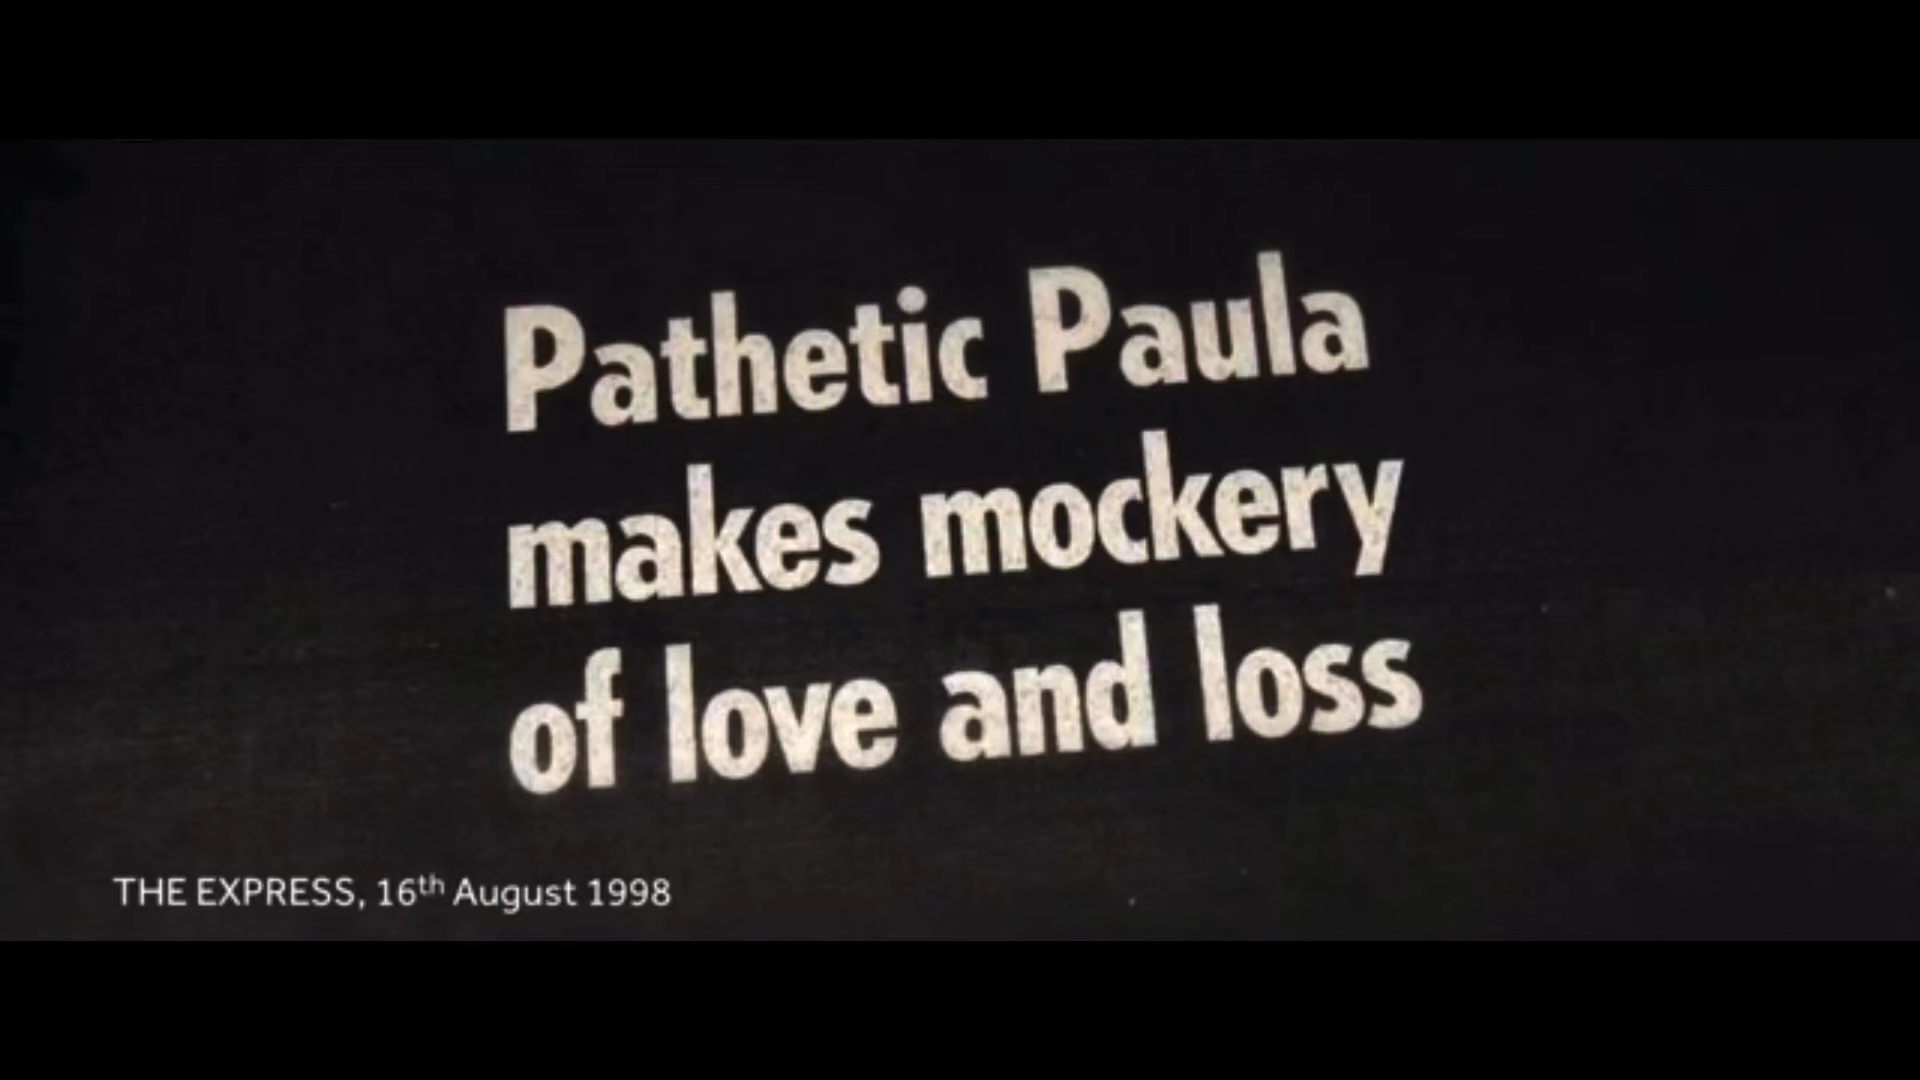 Pathetic Paula
makes mockery
of love and loss
THE EXPRESS, 16th August 1998